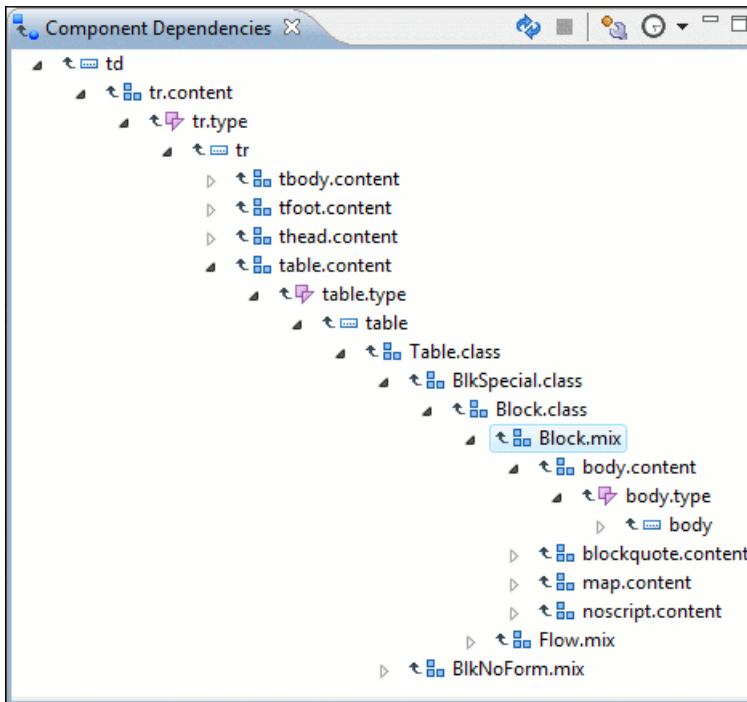 Component Dependencies
td
tr.content
tr.type
tr
tbody.content
tfoot.content
thead.content
table.content
table.type
table
Table.class
BlkSpecial.class
Block.class
Block.mix
body.content
body.type
body
blockquote.content
map.content
noscript.content
Flow.mix
BlkNoForm.mix